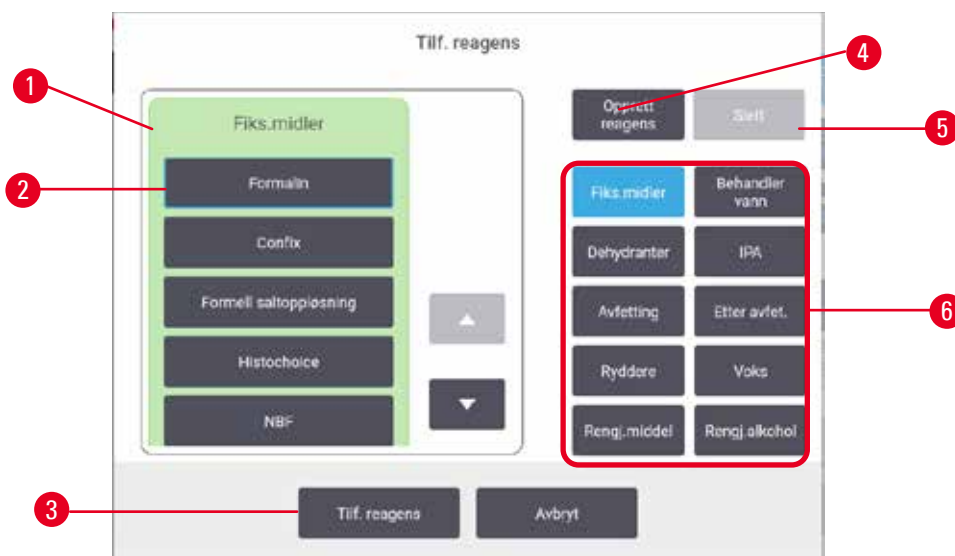 Tilf. reagens
4
1
Fiks.midler
Opprett
reagens
Slett
5
2
Formalin
Fiks.midler
Behandler
vann
Confix
Dehydranter
IPA
Formell saltoppløsning
Avfetting
Etter avfet.
6
Histochoice
Ryddere
Voks
NBF
Rengj.middel
Rengj.alkohol
3
Tilf. reagens
Avbryt